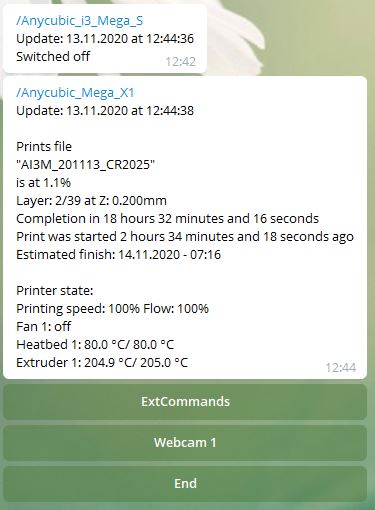 /Anycubic_i3_Mega_S
Update: 13.11.2020 at 12:44:36
Switched off
12:42
/Anycubic_Mega_X1
Update: 13.11.2020 at 12:44:38
Prints file
"AI3M_201113_CR2025"
is at 1.1%
Layer: 2/39 at Z: 0.200mm
Completion in 18 hours 32 minutes and 16 seconds
Print was started 2 hours 34 minutes and 18 seconds ago
Estimated finish: 14.11.2020 - 07:16
Printer state:
Printing speed: 100% Flow: 100%
Fan 1: off
Heatbed 1: 80.0 °C/ 80.0 °C
Extruder 1: 204.9 °C/ 205.0 °C
12:44
ExtCommands
Webcam 1
End